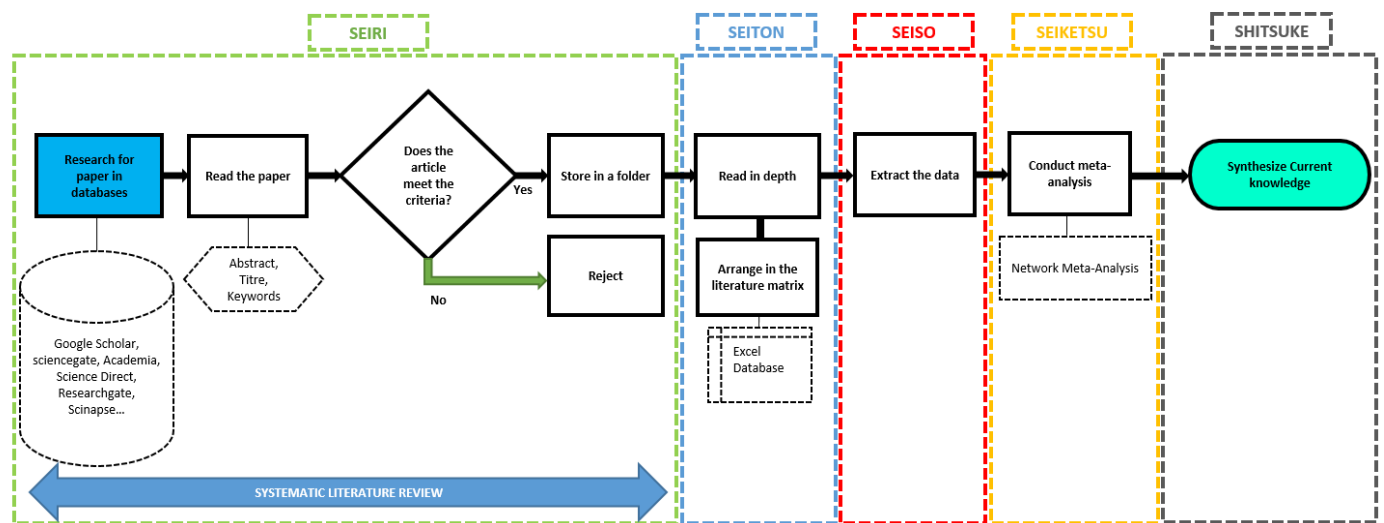 SEIRI
SEITON
SEISO
SEIKETSU
SHITSUKE
Research for
paper in
databases
Read the paper
Does the
article
meet the
criteria?
Yes
No
Store in a folder
Reject
Read in depth
Arrange in the
literature matrix
Excel
Database
Extract the data
Conduct meta-
analysis
Network Meta-Analysis
Synthesize Current
knowledge
Abstract,
Titre,
Keywords
Google Scholar,
sciencegate, Academia,
Science Direct,
Researchgate,
Scinapse...
SYSTEMATIC LITERATURE REVIEW